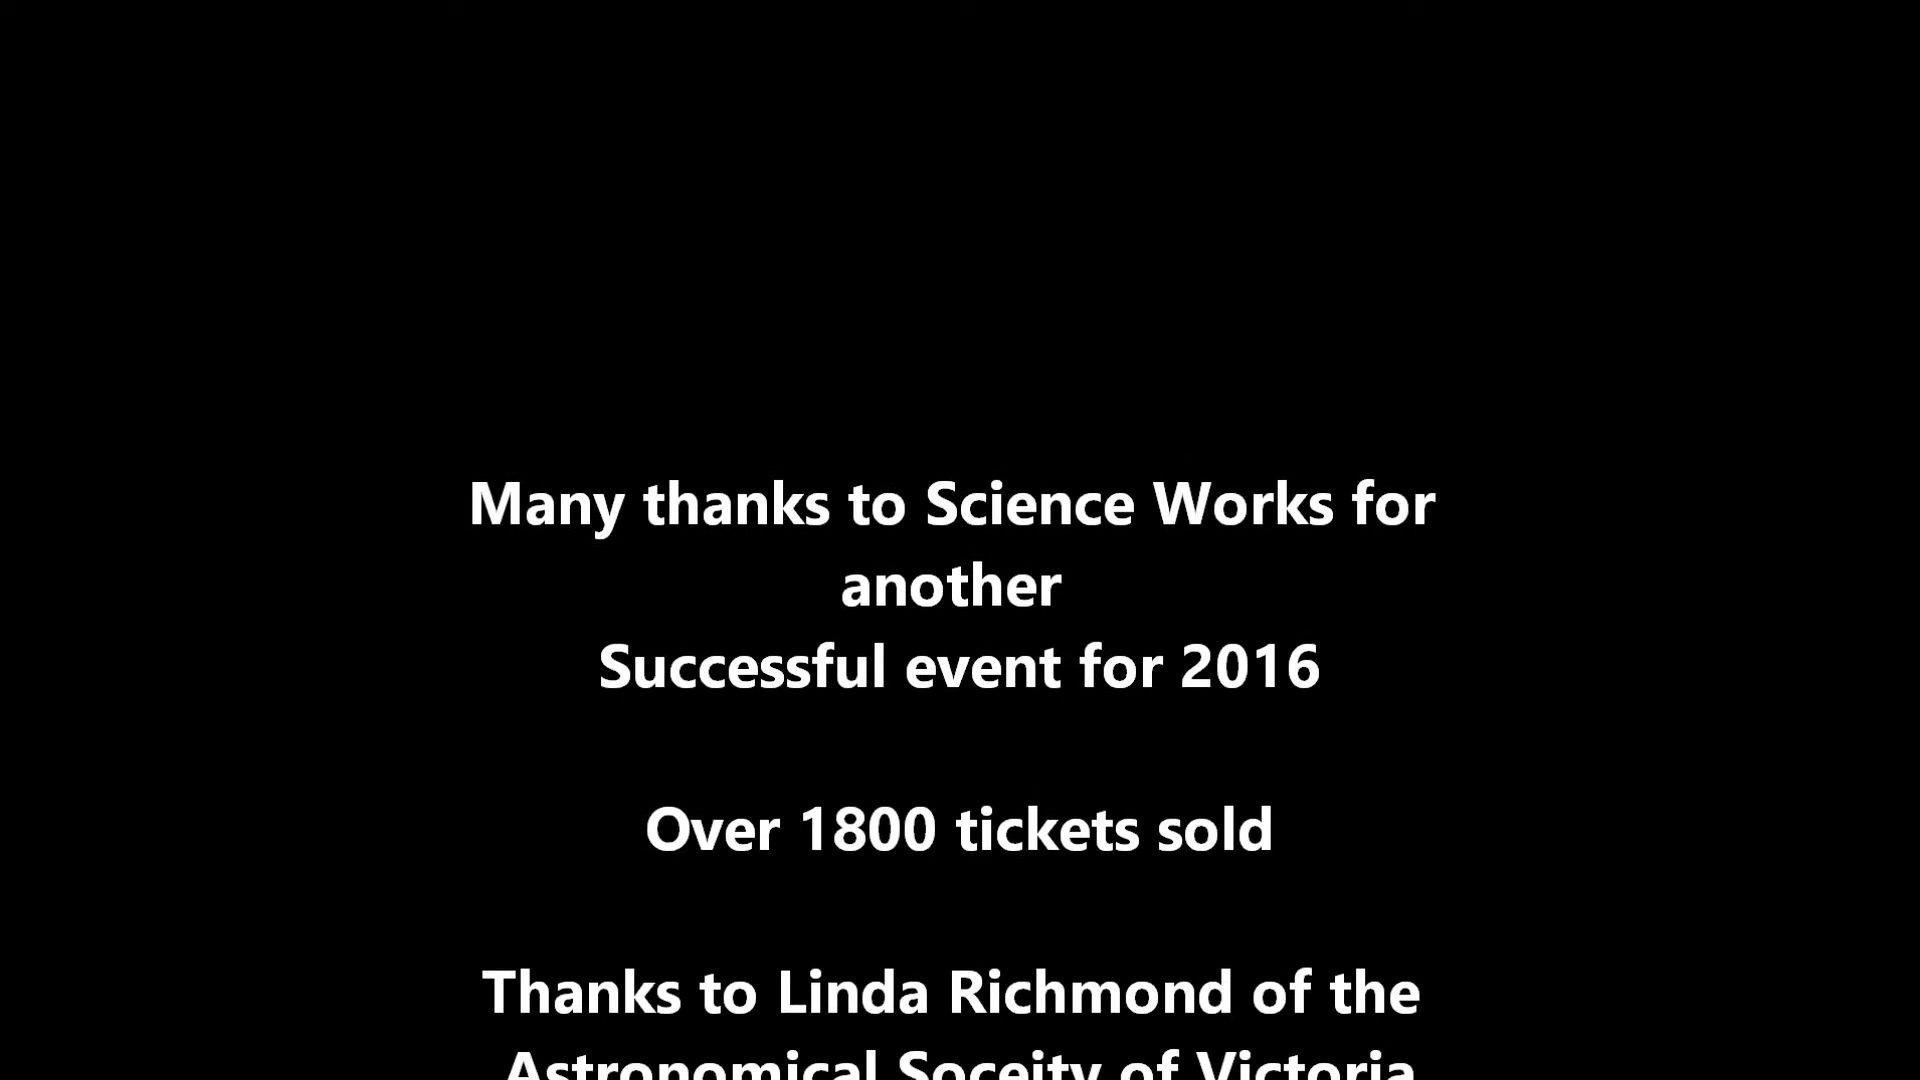 Many thanks to Science Works for
another
Successful event for 2016
Over 1800 tickets sold
Thanks to Linda Richmond of the
Astronomical Soceity of Victoria